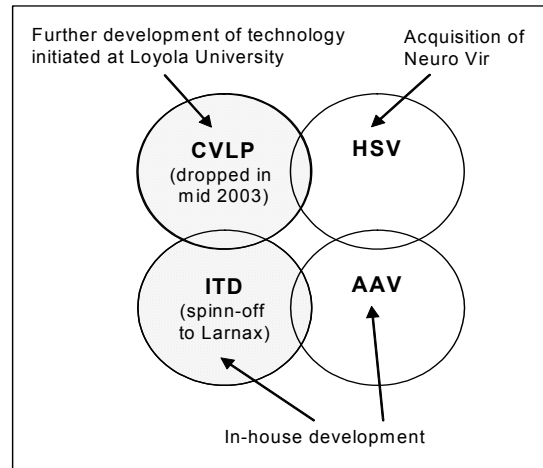 Further development of technology
initiated at Loyola University
Acquisition of
Neuro Vir
CVLP
(dropped in
mid 2003)
HSV
ITD
(spinn-off
to Larnax)
AAV
In-house development